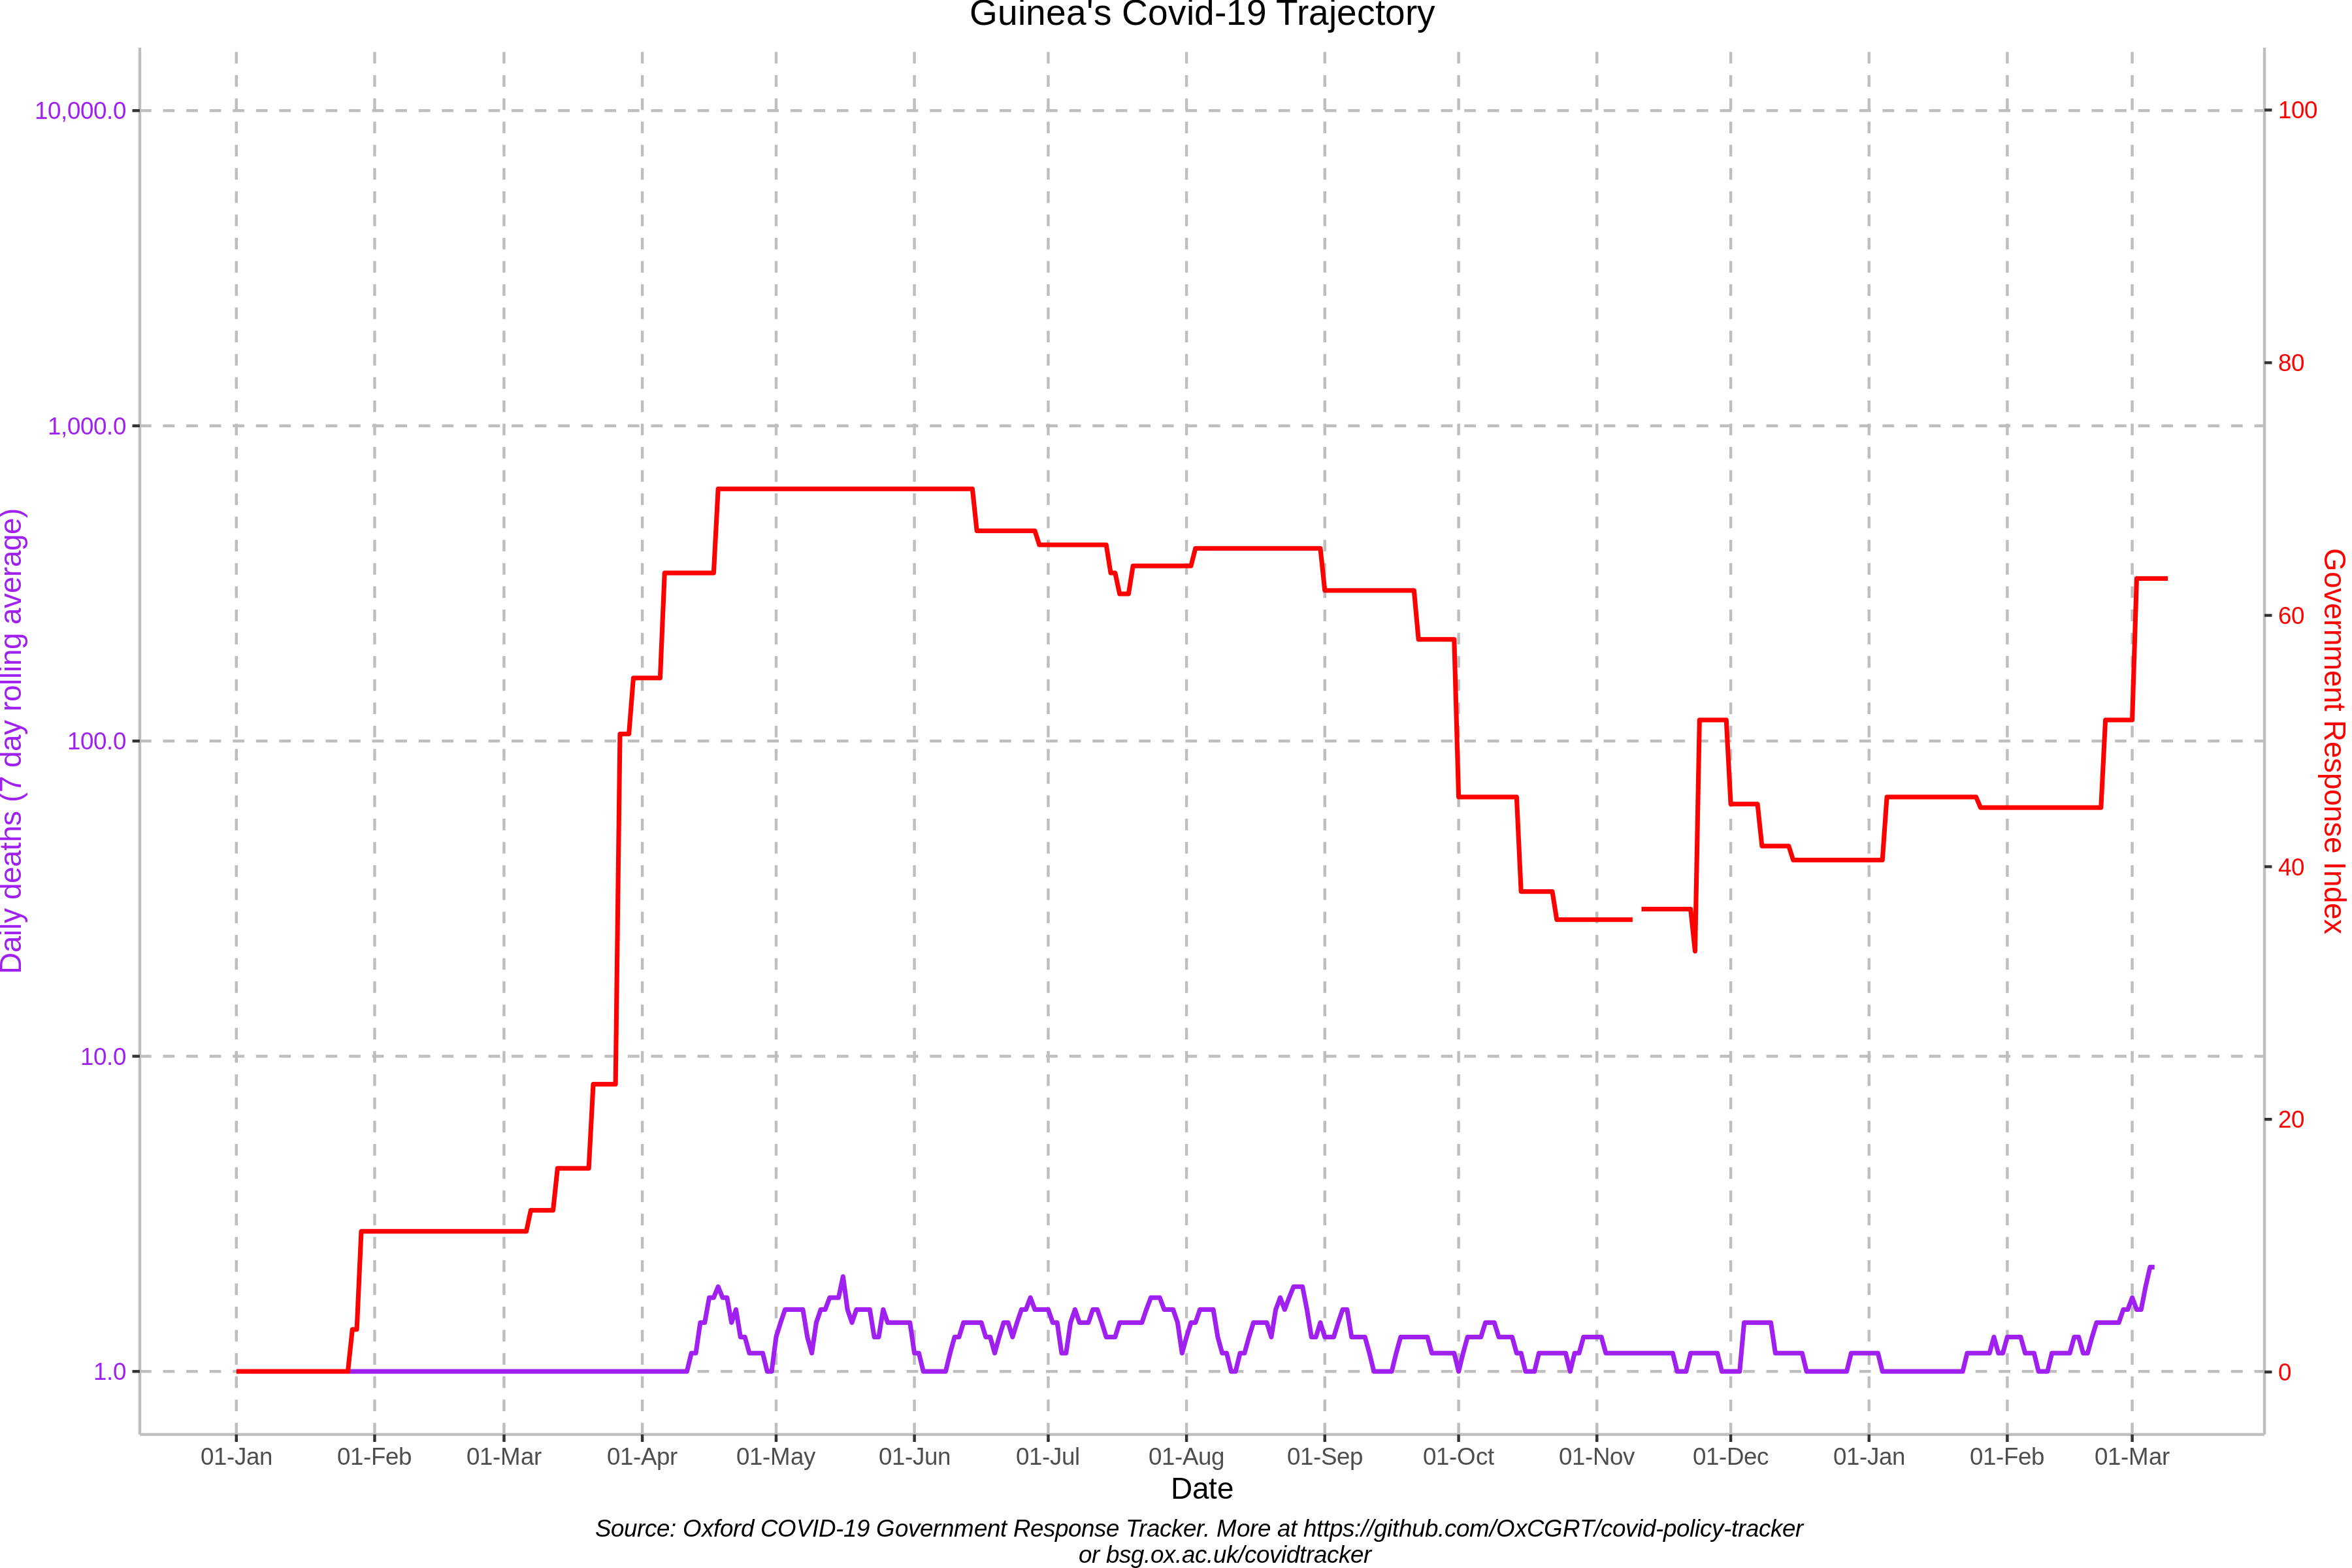 Guinea's Covid-19 Trajectory
10,000.0
1,000.0
100.0
10.0
1.0
Daily deaths (7 day rolling average)
100
80
60
40
20
0
Government Response Index
01-Jan 01-Feb 01-Mar 01-Apr 01-May 01-Jun 01-Jul 01-Aug 01-Sep 01-Oct 01-Nov 01-Dec 01-Jan 01-Feb 01-Mar
Date
Source: Oxford COVID-19 Government Response Tracker. More at https://github.com/OxCGRT/covid-policy-tracker
or bsg.ox.ac.uk/covidtracker